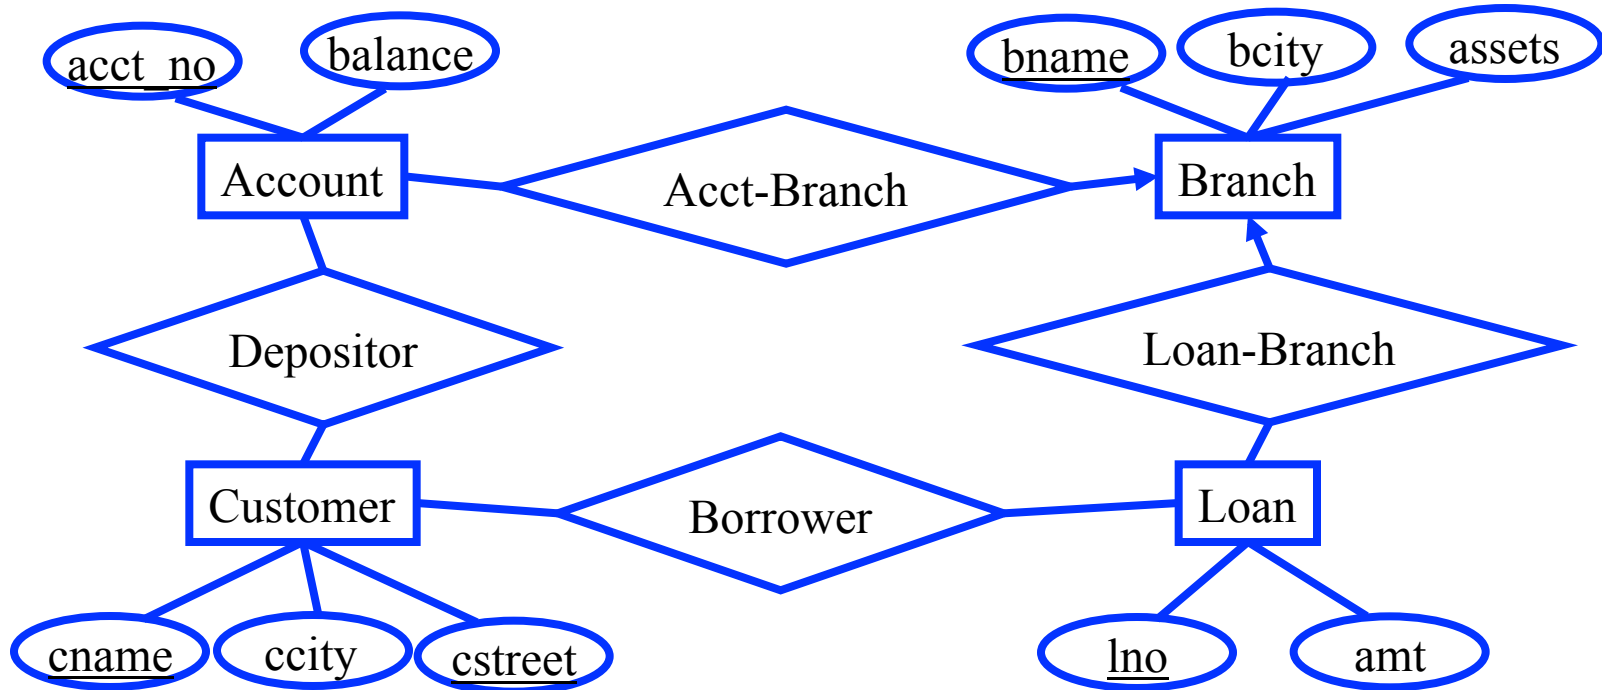 acct_no
balance
bname
bcity
assets
Account
Acct-Branch
Branch
Depositor
Loan-Branch
Customer
Borrower
Loan
cname
ccity
cstreet
lno
amt